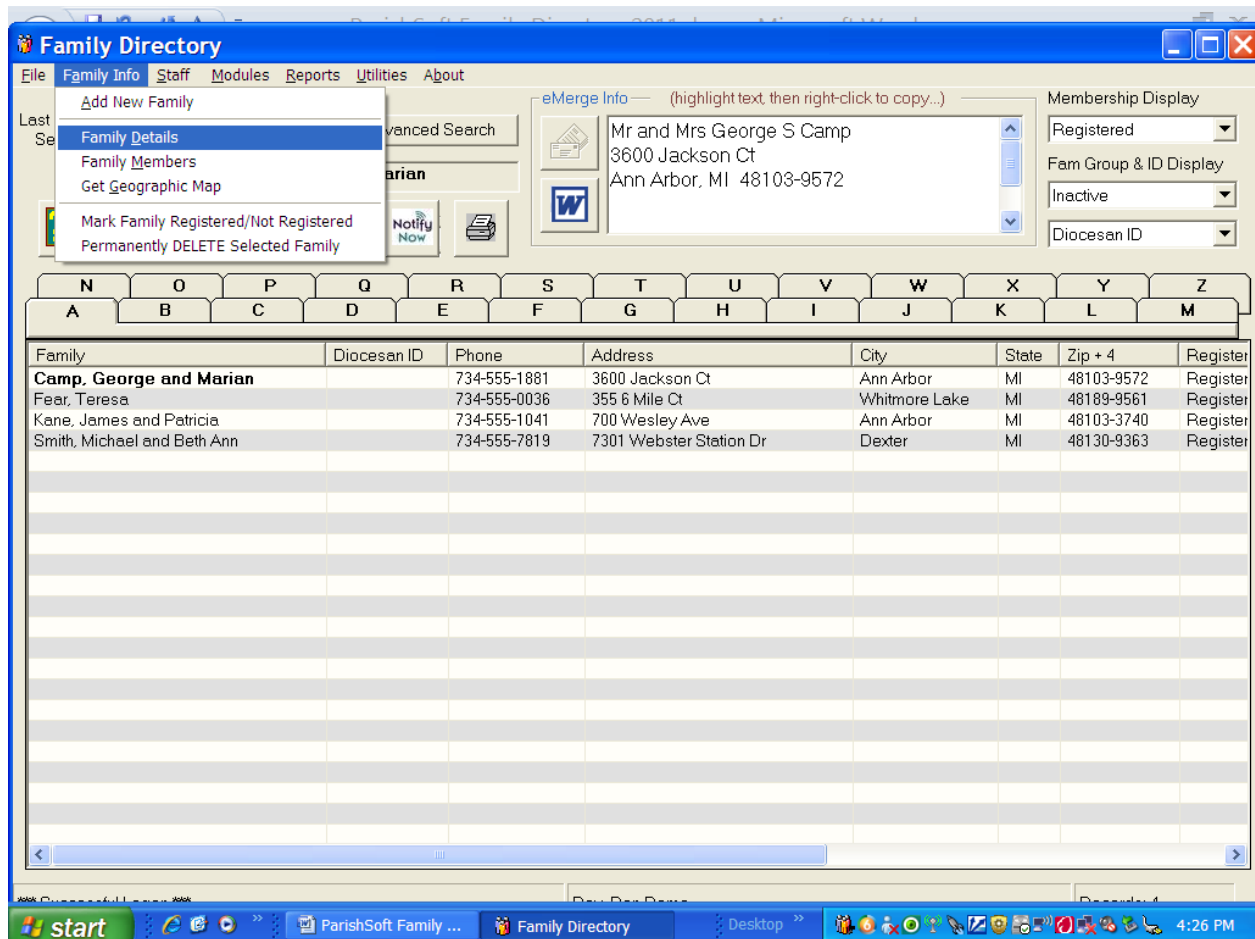 Family Directory
File Family Info Staff Modules Reports Utilities About
Add New Family
Family Details
Family Members
Get Geographic Map
Mark Family Registered/Not Registered
Permanently DELETE Selected Family
Last
Se
vanced Search
arian
Notify
Now
eMerge Info (highlight text, then right-click to copy...)
Mr and Mrs George S Camp
3600 Jackson Ct
Ann Arbor, MI 48103-9572
W
Membership Display
Registered
Fam Group & ID Display
Inactive
Diocesan ID
N O P Q R S T U V W X Y Z
A B C D E F G H I J K L M
Family Diocesan ID Phone Address City State Zip + 4 Register
Camp, George and Marian 734-555-1881 3600 Jackson Ct Ann Arbor MI 48103-9572 Register
Fear, Teresa 734-555-0036 355 6 Mile Ct Whitmore Lake MI 48189-9561 Register
Kane, James and Patricia 734-555-1041 700 Wesley Ave Ann Arbor MI 48103-3740 Register
Smith, Michael and Beth Ann 734-555-7819 7301 Webster Station Dr Dexter MI 48130-9363 Register
start ParishSoft Family ... Family Directory Desktop 4:26 PM